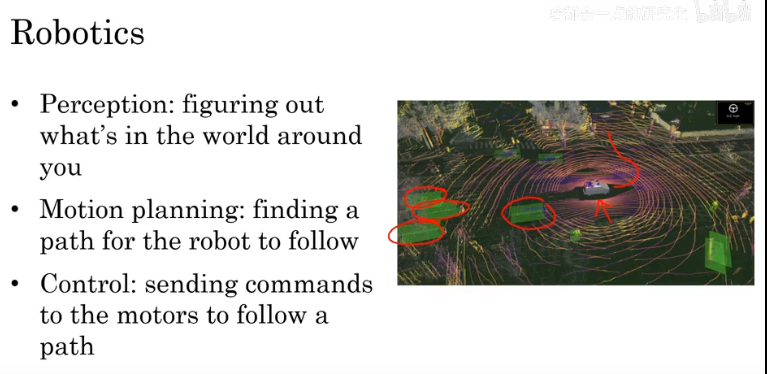 Robotics
• Perception: figuring out
what's in the world around
you
• Motion planning: finding a
path for the robot to follow
• Control: sending commands
to the motors to follow a
path